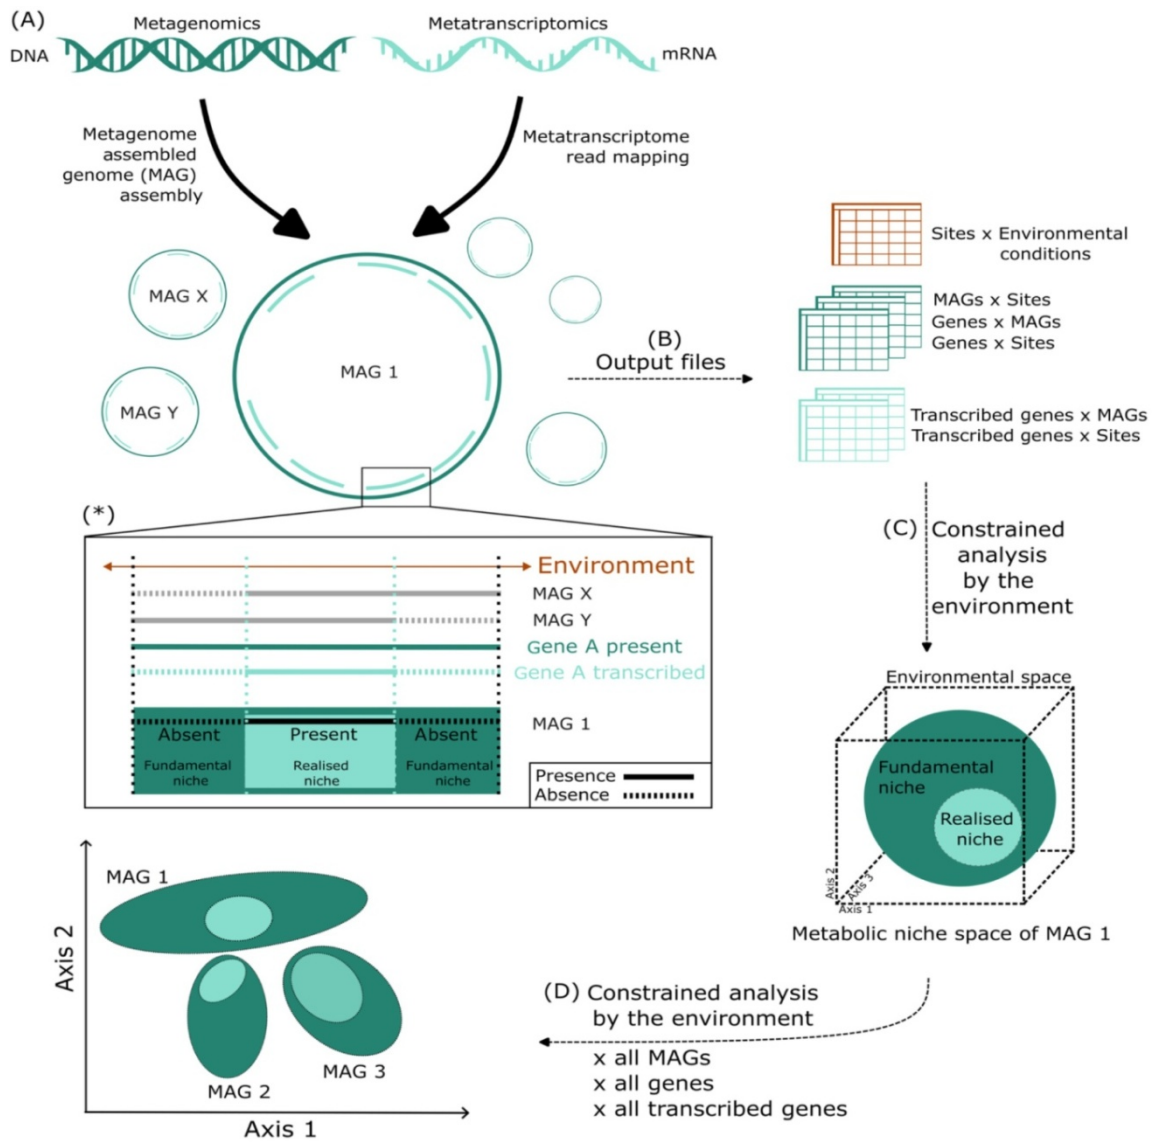 (A)
Metagenomics
Metatranscriptomics
DNA
mRNA
Metagenome
assembled
genome (MAG)
assembly
Metatranscriptome
read mapping
MAG X
MAG Y
MAG 1
(B)
Output files
Sites x Environmental
conditions
MAGs x Sites
Genes x MAGs
Genes x Sites
Transcribed genes x MAGs
Transcribed genes x Sites
(C) Constrained
analysis
by the
environment
(*)
Environment
MAG X
MAG Y
Gene A present
Gene A transcribed
MAG 1
Absent
Present
Absent
Fundamental
niche
Realised
niche
Fundamental
niche
Presence
Absence
Environmental space
Fundamental
niche
Realised
niche
Axis 2
Axis 3
Axis 1
Metabolic niche space of MAG 1
(D) Constrained analysis
by the environment
x all MAGs
x all genes
x all transcribed genes
Axis 2
MAG 1
MAG 2
MAG 3
Axis 1